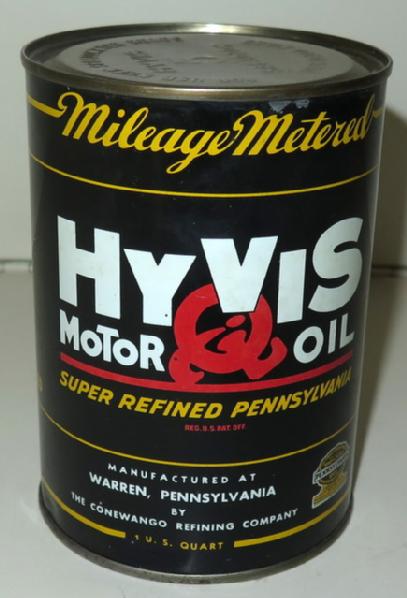 Mileage Metered
HYVIS
MOTOR OIL
SUPER REFINED PENNSYLVANIA
REG. U.S. PAT. OFF.
MANUFACTURED AT
WARREN, PENNSYLVANIA
BY
THE CONEWANGO REFINING COMPANY
1 U.S. QUART